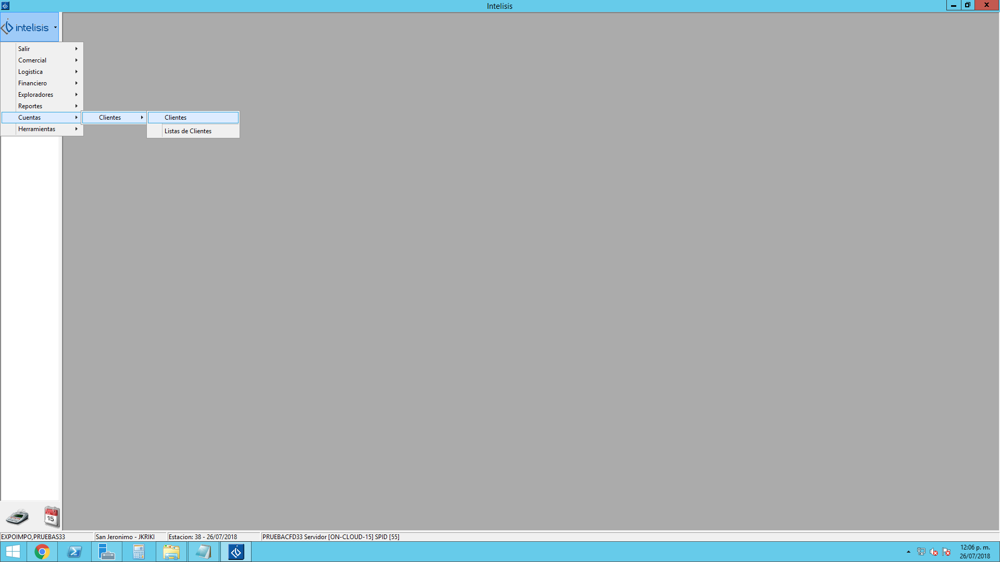 Intelisis
intelisis
Salir
Comercial
Logistica
Financiero
Exploradores
Reportes
Cuentas
Clientes
Clientes
Herramientas
Listas de Clientes
15
EXPOIMPO,PRUEBAS33
San Jeronimo - JKRIKI
Estacion: 38 - 26/07/2018
PRUEBACFD33 Servidor [ON-CLOUD-15] SPID [55]
12:06 p. m.
26/07/2018